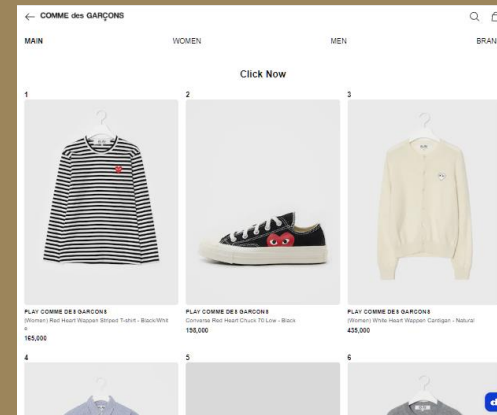 ← COMME des GARÇONS
MAIN WOMEN MEN BRAN
Click Now
1 2 3
PLAY COMME DES GARCONS
(Women) Red Heart Wappen Striped T-shirt - Black/Whit
e
165,000
PLAY COMME DES GARCONS
Converse Red Heart Chuck 70 Low - Black
198,000
PLAY COMME DES GARCONS
(Women) White Heart Wappen Cardigan - Natural
435,000
4 5 6